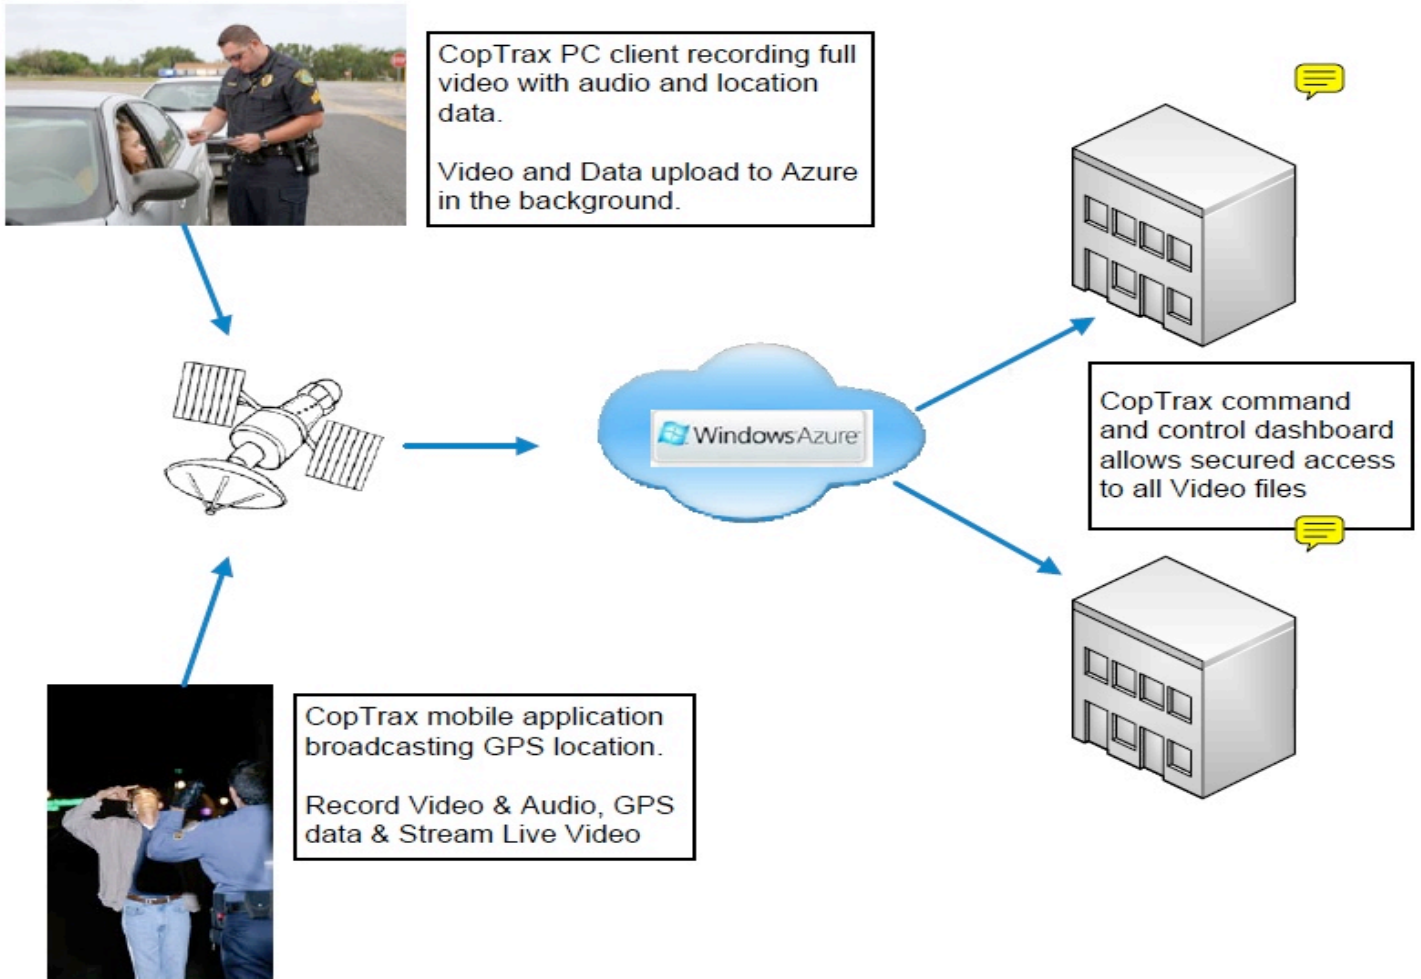 CopTrax PC client recording full
video with audio and location
data.
Video and Data upload to Azure
in the background.
Windows Azure
CopTrax command
and control dashboard
allows secured access
to all Video files
CopTrax mobile application
broadcasting GPS location.
Record Video & Audio, GPS
data & Stream Live Video